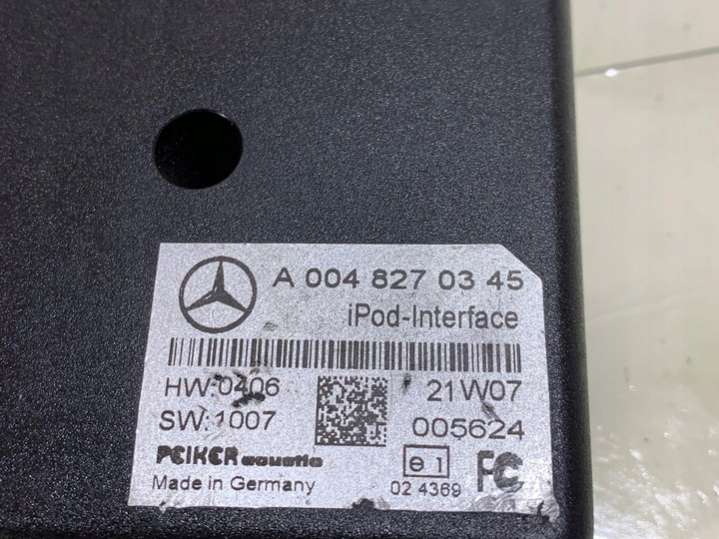 A 004 827 03 45
iPod-Interface
HW:0406 21W07
SW:1007 005624
PEIKER acustic
e1
Made in Germany 02 4369 FC